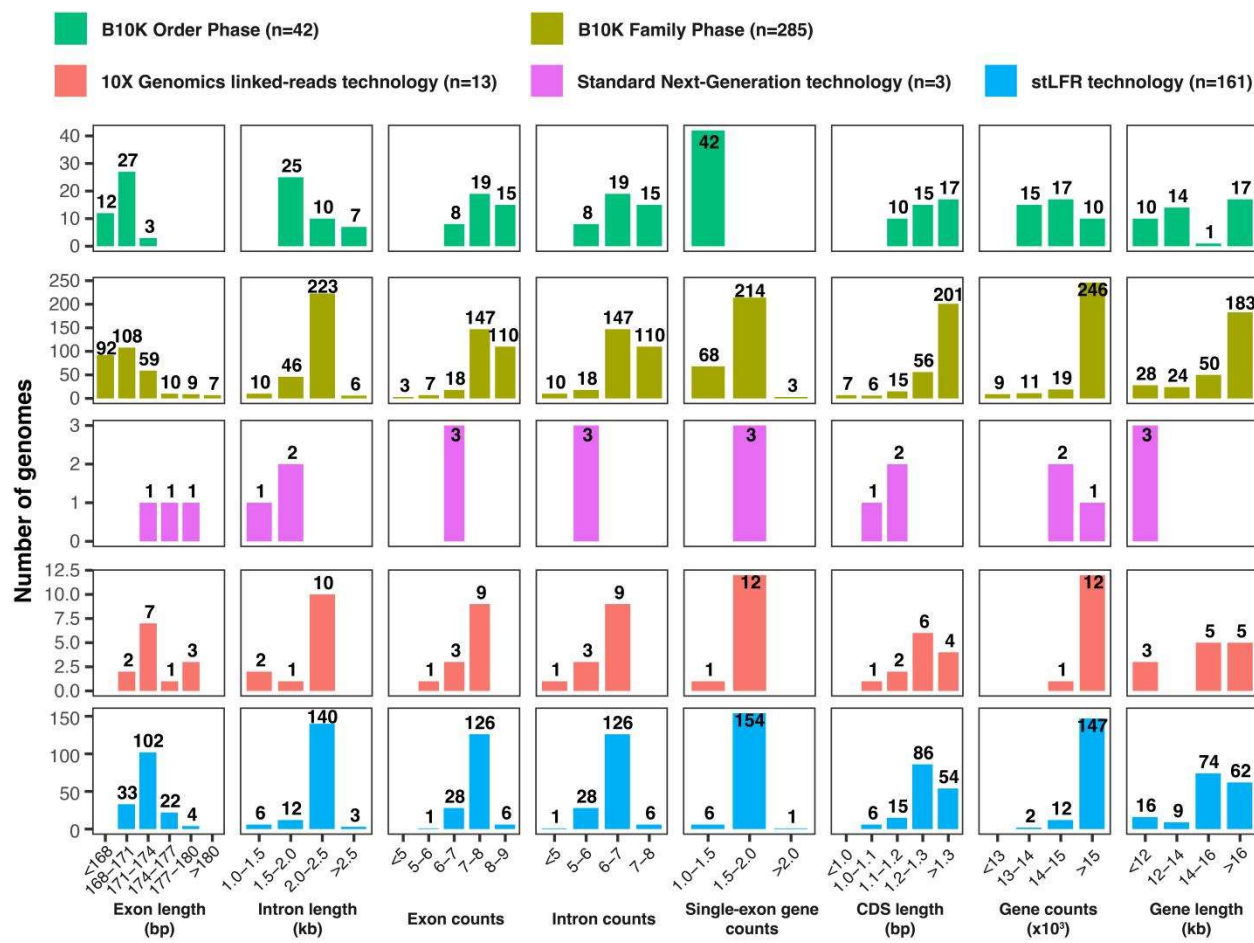 B10K Order Phase (n=42)
B10K Family Phase (n=285)
10X Genomics linked-reads technology (n=13)
Standard Next-Generation technology (n=3)
stLFR technology (n=161)
Number of genomes
40
30
20
10
0
12 27 3
25 10 7
8 19 15
8 19 15
42
10 15 17
15 17 10
10 14 1 17
250
200
150
100
50
0
92 108 59 10 9 7
10 46 223 6
3 7 18 147 110
10 18 147 110
68 214 3
7 6 15 56 201
9 11 19 246
28 24 50 183
3
2
1
0
1 1 1
1 2
3
3
3
1 2
2 1
3
12.5
10.0
7.5
5.0
2.5
0.0
2 7 1 3
2 1 10
1 3 9
1 3 9
1 12
1 2 6 4
1 12
3 5 5
150
100
50
0
33 102 22 4
6 12 140 3
1 28 126 6
1 28 126 6
6 154 1
6 15 86 54
2 12 147
16 9 74 62
<168 168–171 171–174 174–177 177–180 >180
1.0–1.5 1.5–2.0 2.0–2.5 >2.5
<5 5–6 6–7 7–8 8–9
<5 5–6 6–7 7–8
1.0–1.5 1.5–2.0 >2.0
<1.0 1.0–1.1 1.1–1.2 1.2–1.3 >1.3
<13 13–14 14–15 >15
<12 12–14 14–16 >16
Exon length
(bp)
Intron length
(kb)
Exon counts
Intron counts
Single-exon gene
counts
CDS length
(bp)
Gene counts
(x10³)
Gene length
(kb)